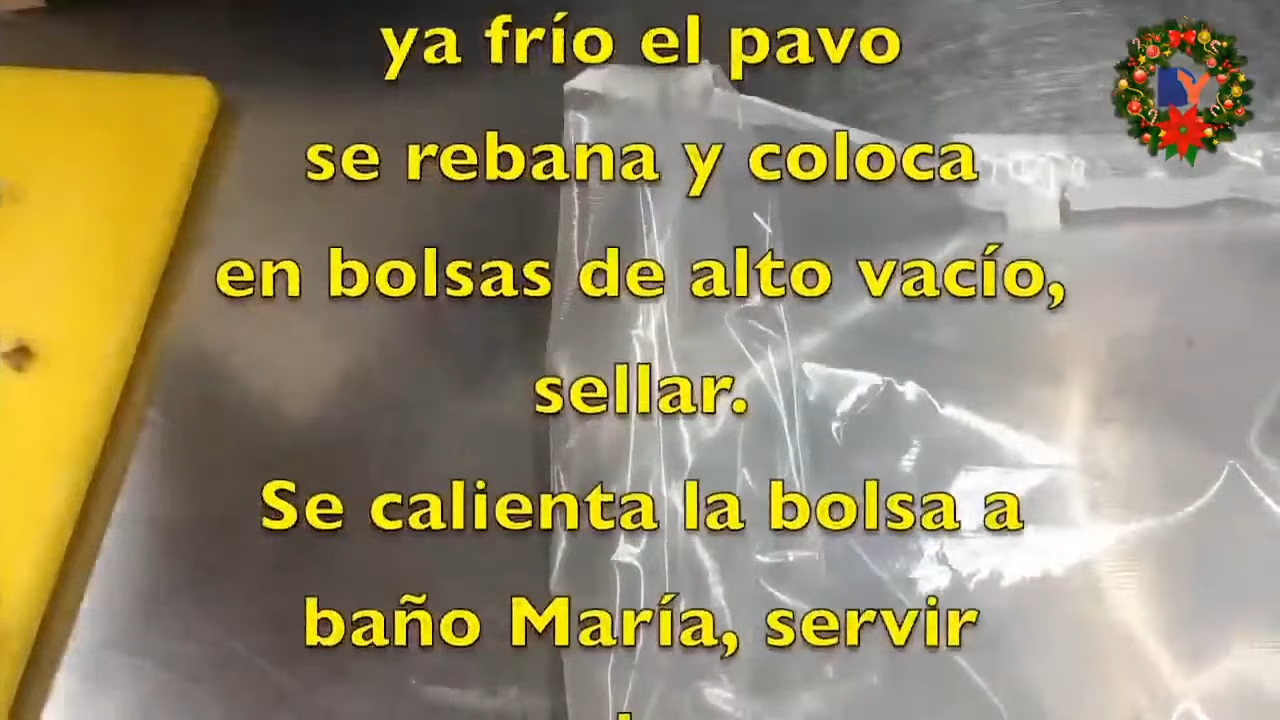 ya frío el pavo
se rebana y coloca
en bolsas de alto vacío,
sellar.
Se calienta la bolsa a
baño María, servir